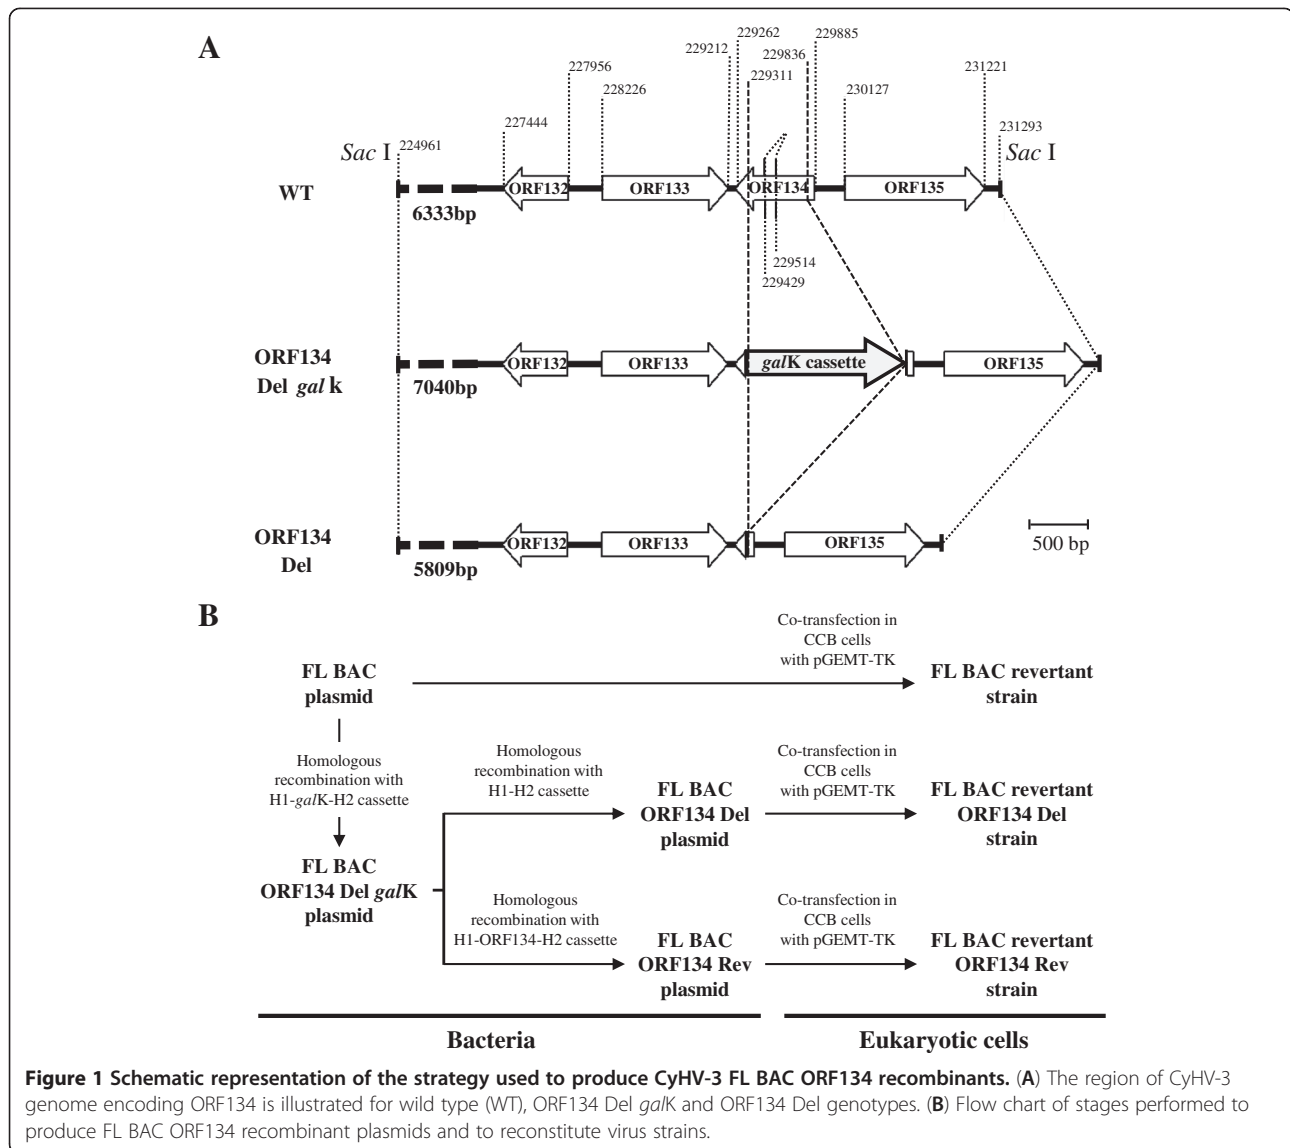 A
229262
229212
229836
229885
227956
229311
231221
228226
230127
227444
231293
Sac I
224961
Sac I
WT
ORF132
ORF133
ORF134
ORF135
6333bp
229514
229429
ORF134
Del gal k
ORF132
ORF133
galK cassette
ORF135
7040bp
ORF134
Del
ORF132
ORF133
ORF135
5809bp
500 bp
B
FL BAC
plasmid
Co-transfection in
CCB cells
with pGEMT-TK
FL BAC revertant
strain
Homologous
recombination with
H1-galK-H2 cassette
Homologous
recombination with
H1-H2 cassette
FL BAC
ORF134 Del
plasmid
Co-transfection in
CCB cells
with pGEMT-TK
FL BAC revertant
ORF134 Del
strain
FL BAC
ORF134 Del galK
plasmid
Homologous
recombination with
H1-ORF134-H2 cassette
FL BAC
ORF134 Rev
plasmid
Co-transfection in
CCB cells
with pGEMT-TK
FL BAC revertant
ORF134 Rev
strain
Bacteria
Eukaryotic cells
Figure 1 Schematic representation of the strategy used to produce CyHV-3 FL BAC ORF134 recombinants. (A) The region of CyHV-3
genome encoding ORF134 is illustrated for wild type (WT), ORF134 Del galK and ORF134 Del genotypes. (B) Flow chart of stages performed to
produce FL BAC ORF134 recombinant plasmids and to reconstitute virus strains.